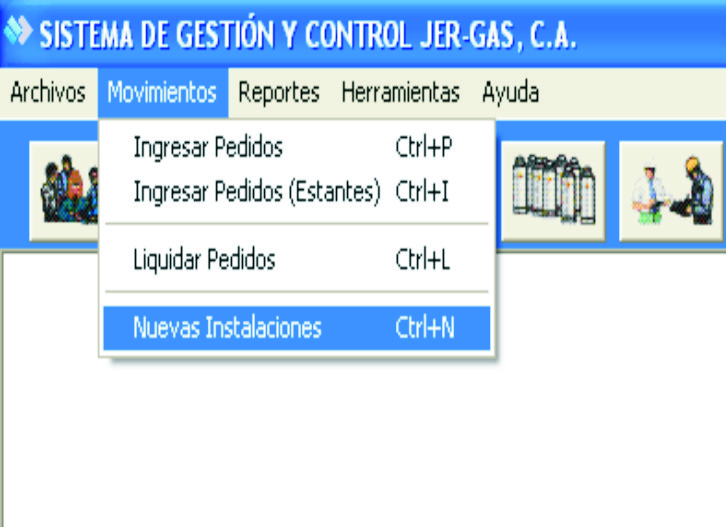 SISTEMA DE GESTIÓN Y CONTROL JER-GAS, C.A.
Archivos Movimientos Reportes Herramientas Ayuda
Ingresar Pedidos Ctrl+P
Ingresar Pedidos (Estantes) Ctrl+I
Liquidar Pedidos Ctrl+L
Nuevas Instalaciones Ctrl+N